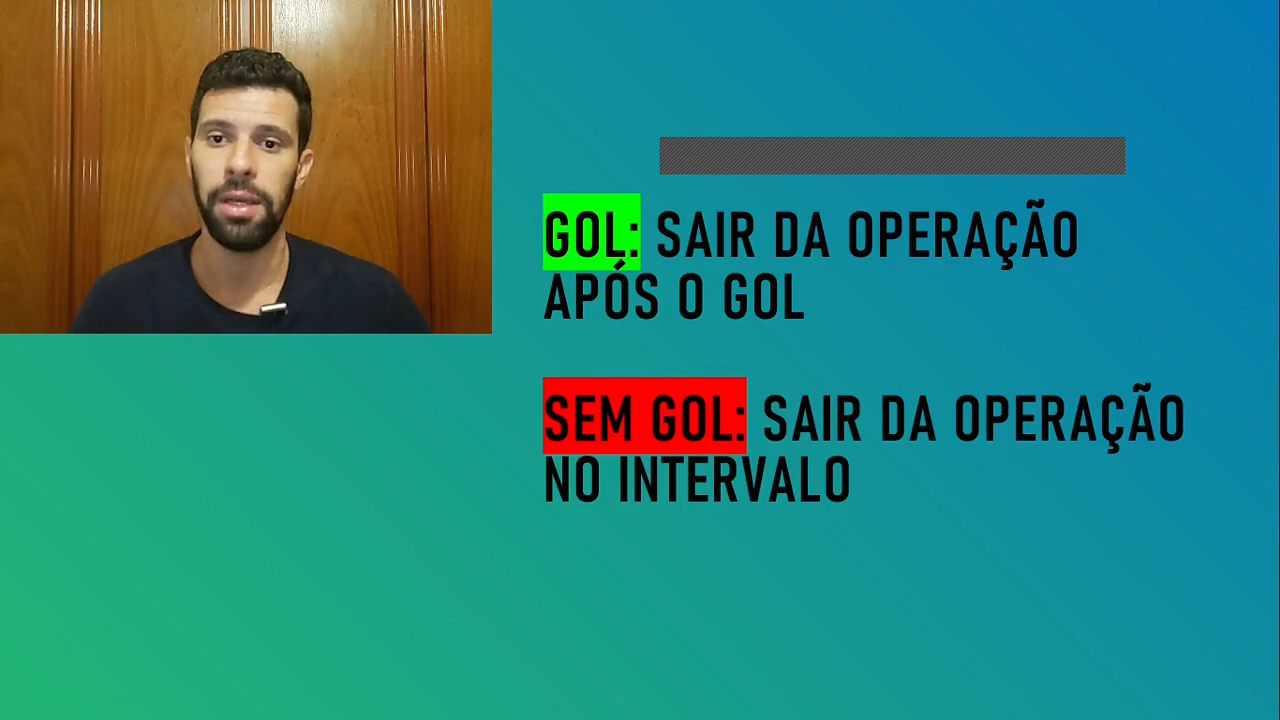 GOL: SAIR DA OPERAÇÃO
APÓS O GOL
SEM GOL: SAIR DA OPERAÇÃO
NO INTERVALO